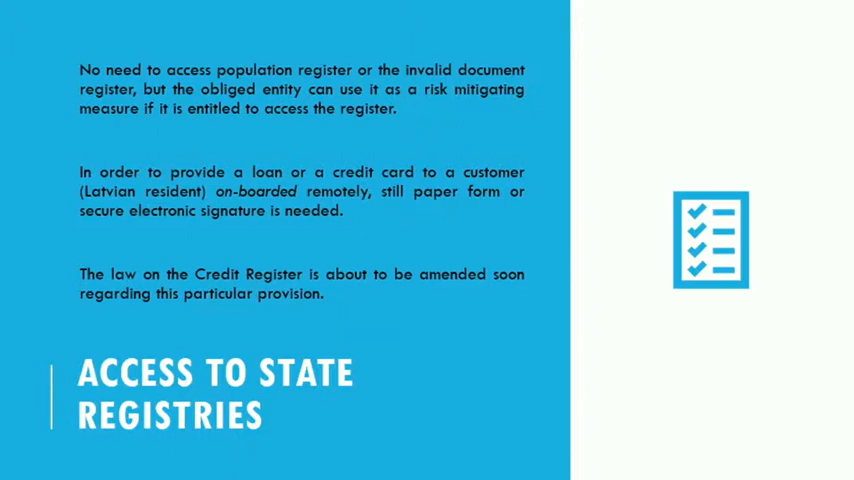 No need to access population register or the invalid document
register, but the obliged entity can use it as a risk mitigating
measure if it is entitled to access the register.
In order to provide a loan or a credit card to a customer
(Latvian resident) on-boarded remotely, still paper form or
secure electronic signature is needed.
The law on the Credit Register is about to be amended soon
regarding this particular provision.
ACCESS TO STATE
REGISTRIES